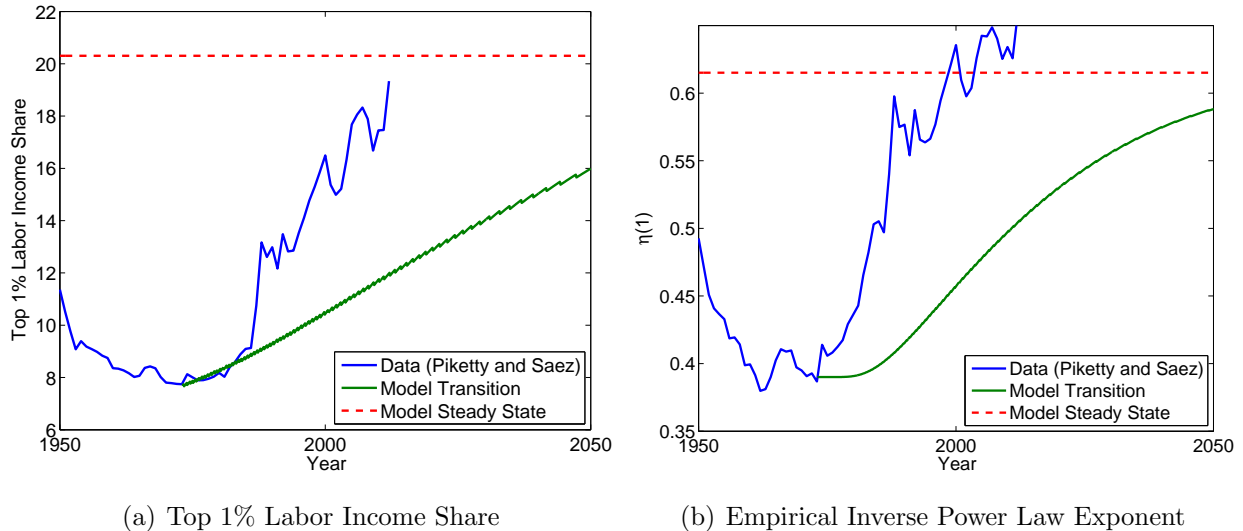 22
20
18
16
14
12
10
8
6
Top 1% Labor Income Share
1950
2000
2050
Year
Data (Piketty and Saez)
Model Transition
Model Steady State
(a) Top 1% Labor Income Share
0.6
0.55
0.5
0.45
0.4
0.35
η(1)
1950
2000
2050
Year
Data (Piketty and Saez)
Model Transition
Model Steady State
(b) Empirical Inverse Power Law Exponent